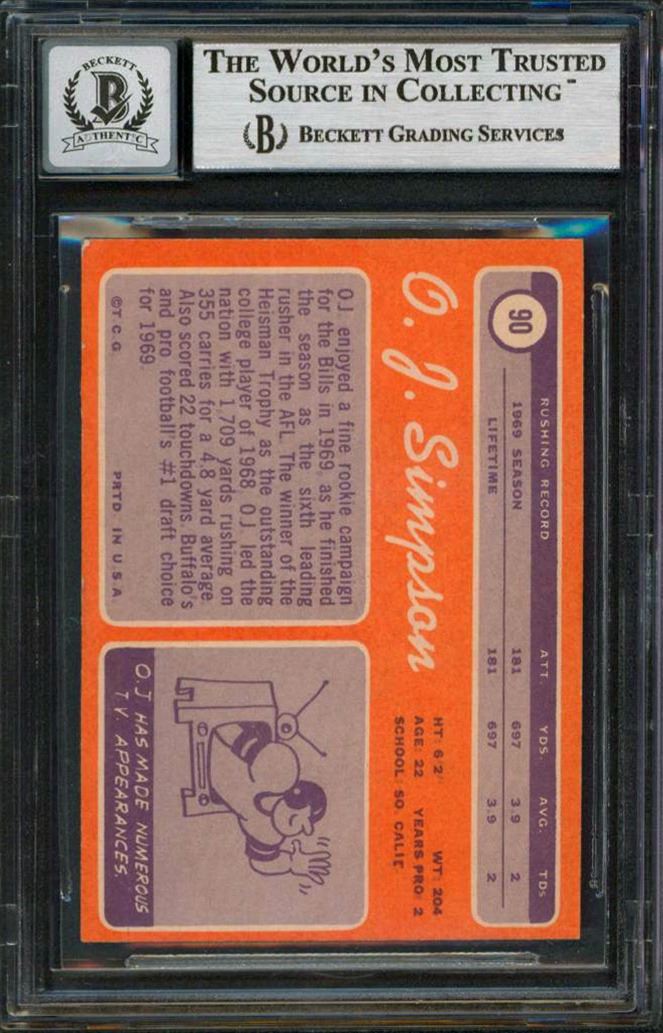 BECKETT
B
AUTHENTIC
THE WORLD'S MOST TRUSTED
SOURCE IN COLLECTING™
B BECKETT GRADING SERVICES
90
RUSHING RECORD ATT. YDS. AVG. TDs
1969 SEASON 181 697 3.9 2
LIFETIME 181 697 3.9 2
O. J. Simpson
HT: 6'2" WT: 204
AGE: 22 YEARS PRO: 2
SCHOOL: SO. CALIF.
O.J. enjoyed a fine rookie campaign
for the Bills in 1969, as he finished
the season as the sixth leading
rusher in the AFL. The winner of the
Heisman Trophy as the outstanding
college player of 1968, O.J. led the
nation with 1,709 yards rushing on
355 carries for a 4.8 yard average.
Also scored 22 touchdowns. Buffalo's
and pro football's #1 draft choice
for 1969
©T.C.G. PRTD. IN U.S.A.
O.J. HAS MADE NUMEROUS
T.V. APPEARANCES.